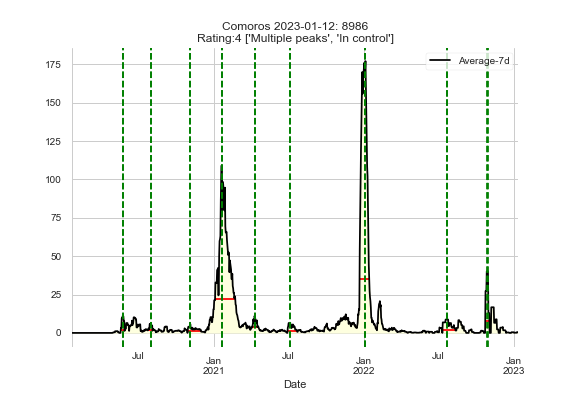 Comoros 2023-01-12: 8986
Rating:4 ['Multiple peaks', 'In control']
Average-7d
175
150
125
100
75
50
25
0
Jul
Jan
2021
Jul
Jan
2022
Jul
Jan
2023
Date